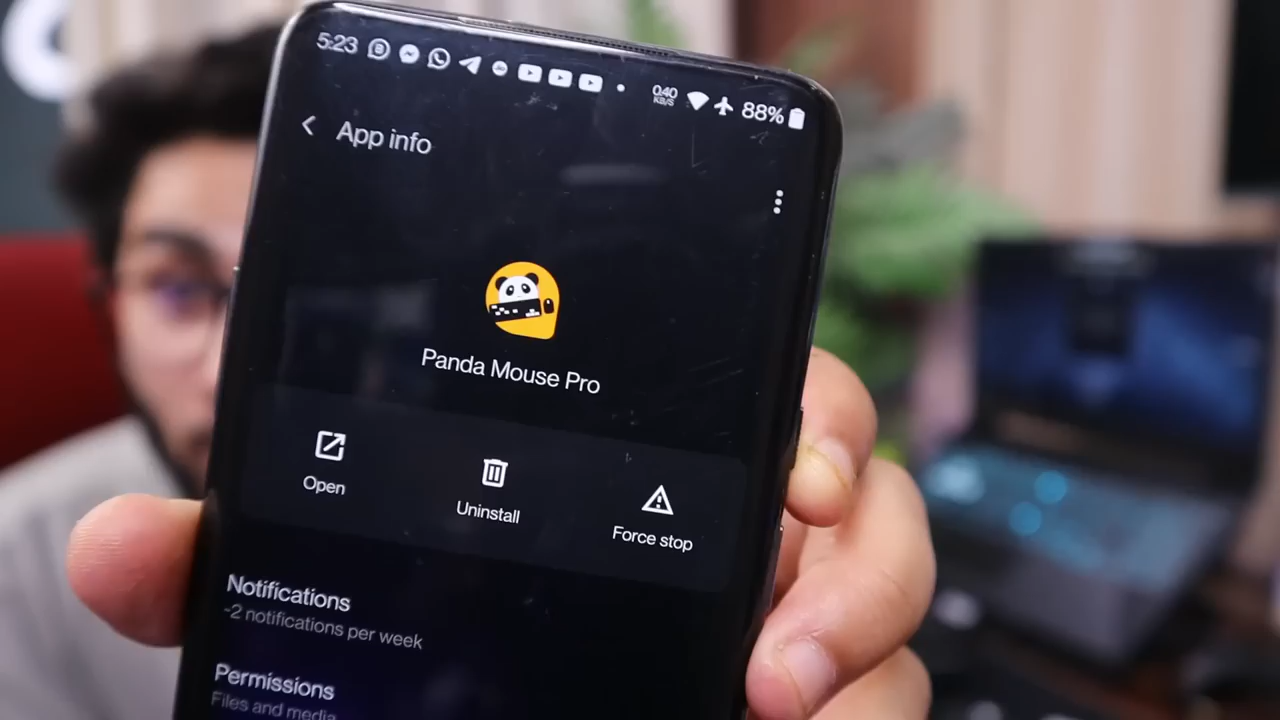 5:23
0.40 KB/S
88%
App info
Panda Mouse Pro
Open
Uninstall
Force stop
Notifications
~2 notifications per week
Permissions
Files and media